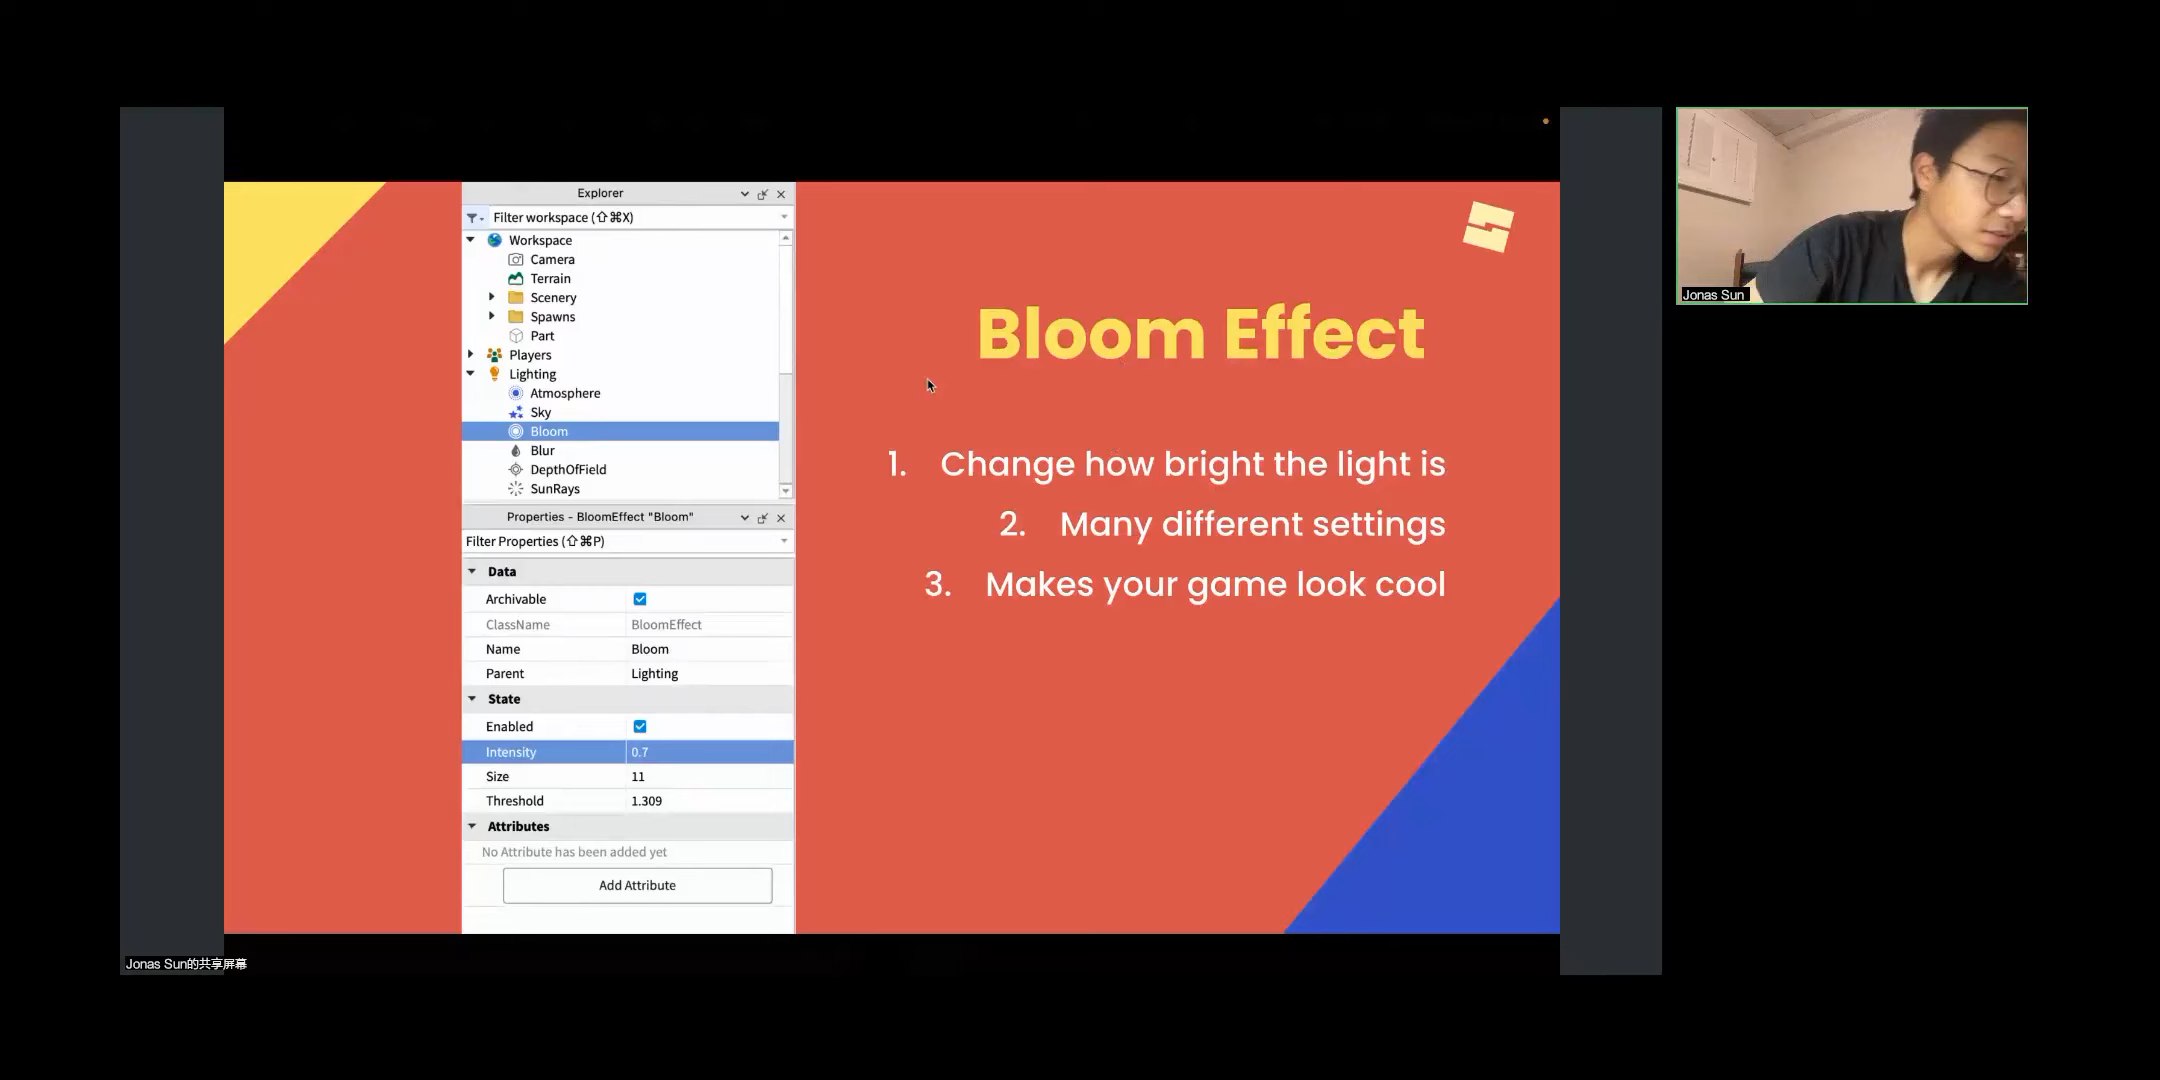 Explorer
Filter workspace (⇧⌘X)
Workspace
Camera
Terrain
Scenery
Spawns
Part
Players
Lighting
Atmosphere
Sky
Bloom
Blur
DepthOfField
SunRays
Properties - BloomEffect "Bloom"
Filter Properties (⇧⌘P)
Data
Archivable
ClassName BloomEffect
Name Bloom
Parent Lighting
State
Enabled
Intensity 0.7
Size 11
Threshold 1.309
Attributes
No Attribute has been added yet
Add Attribute
Bloom Effect
1. Change how bright the light is
2. Many different settings
3. Makes your game look cool
Jonas Sun
Jonas Sun的共享屏幕